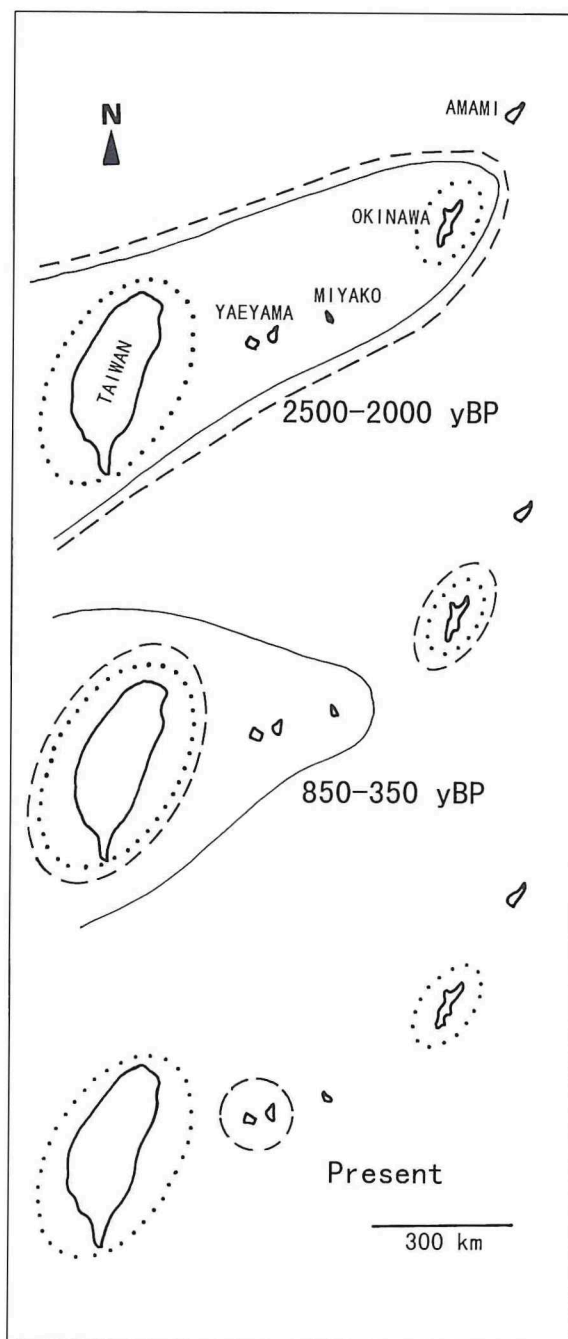 N
AMAMI
OKINAWA
MIYAKO
YAEYAMA
TAIWAN
2500-2000 yBP
850-350 yBP
Present
300 km